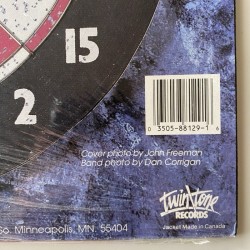 15
2
0 3505-88129-1 6
Cover photo by John Freeman
Band photo by Dan Corrigan
Twin/Tone
RECORDS
Jacket Made in Canada
So. Minneapolis, MN. 55404